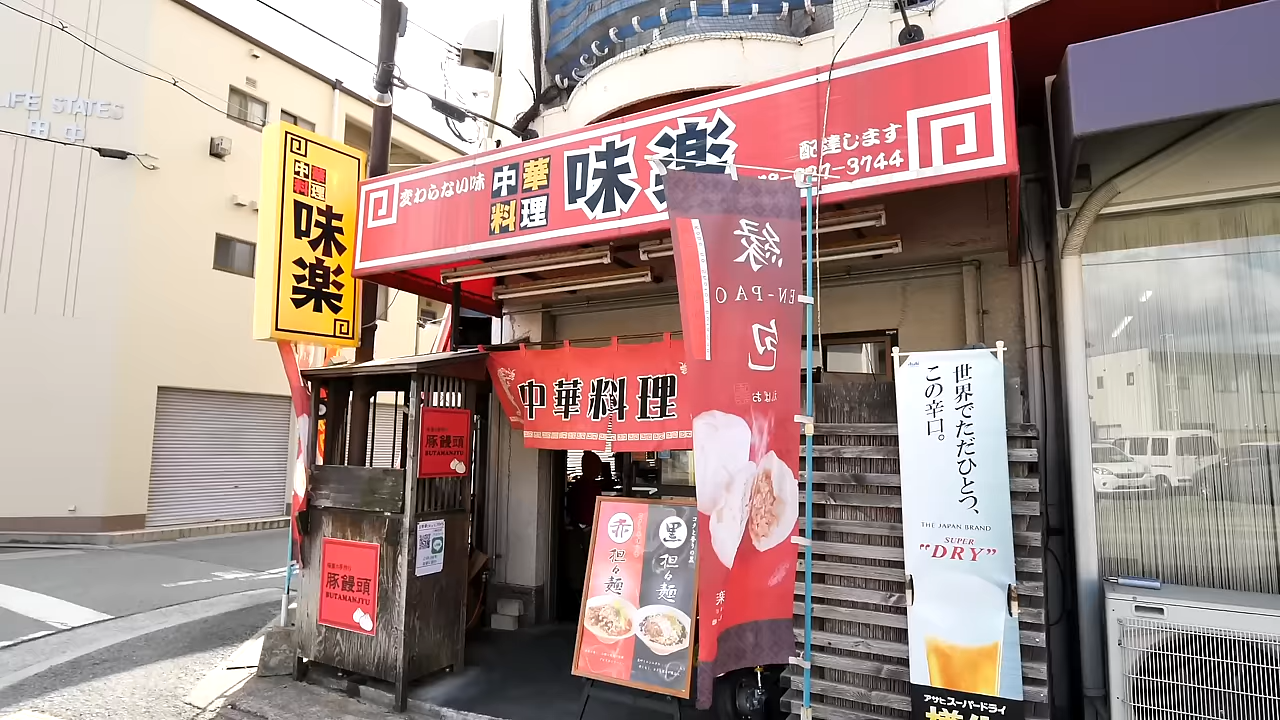 LIFE STATES
田中
中華
料理
味楽
変わらない味
中華
料理
味楽
配達します
3744
中華料理
豚饅頭
BUTAMANJYU
豚饅頭
BUTAMANJYU
赤
担々麺
黒
担々麺
縁
EN-PAO
包
楽
世界でただひとつ、
この辛口。
THE JAPAN BRAND
SUPER
"DRY"
アサヒスーパードライ